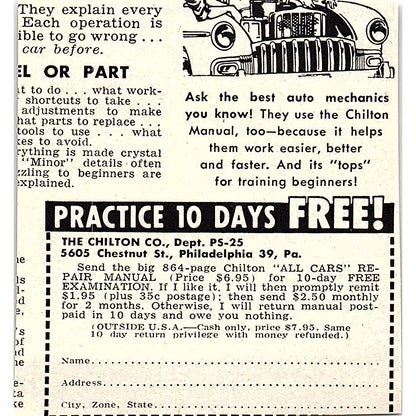 They explain every
Each operation is
ible to go wrong . . .
car before.
EL OR PART
t to do . . . what work-
shortcuts to take . . .
adjustments to make
hat parts to replace . . .
tools to use . . . what
kes to avoid.
rything is made crystal
"Minor" details often
zzling to beginners are
explained.
Ask the best auto mechanics
you know! They use the Chilton
Manual, too—because it helps
them work easier, better
and faster. And its "tops"
for training beginners!
PRACTICE 10 DAYS FREE!
THE CHILTON CO., Dept. PS-25
5605 Chestnut St., Philadelphia 39, Pa.
Send the big 864-page Chilton "ALL CARS" RE-
PAIR MANUAL (Price $6.95) for 10-day FREE
EXAMINATION. If I like it, I will then promptly remit
$1.95 (plus 35c postage); then send $2.50 monthly
for 2 months. Otherwise, I will return manual post-
paid in 10 days and owe you nothing.
(OUTSIDE U.S.A.—Cash only, price $7.95. Same
10 day return privilege with money refunded.)
Name
Address
City, Zone, State